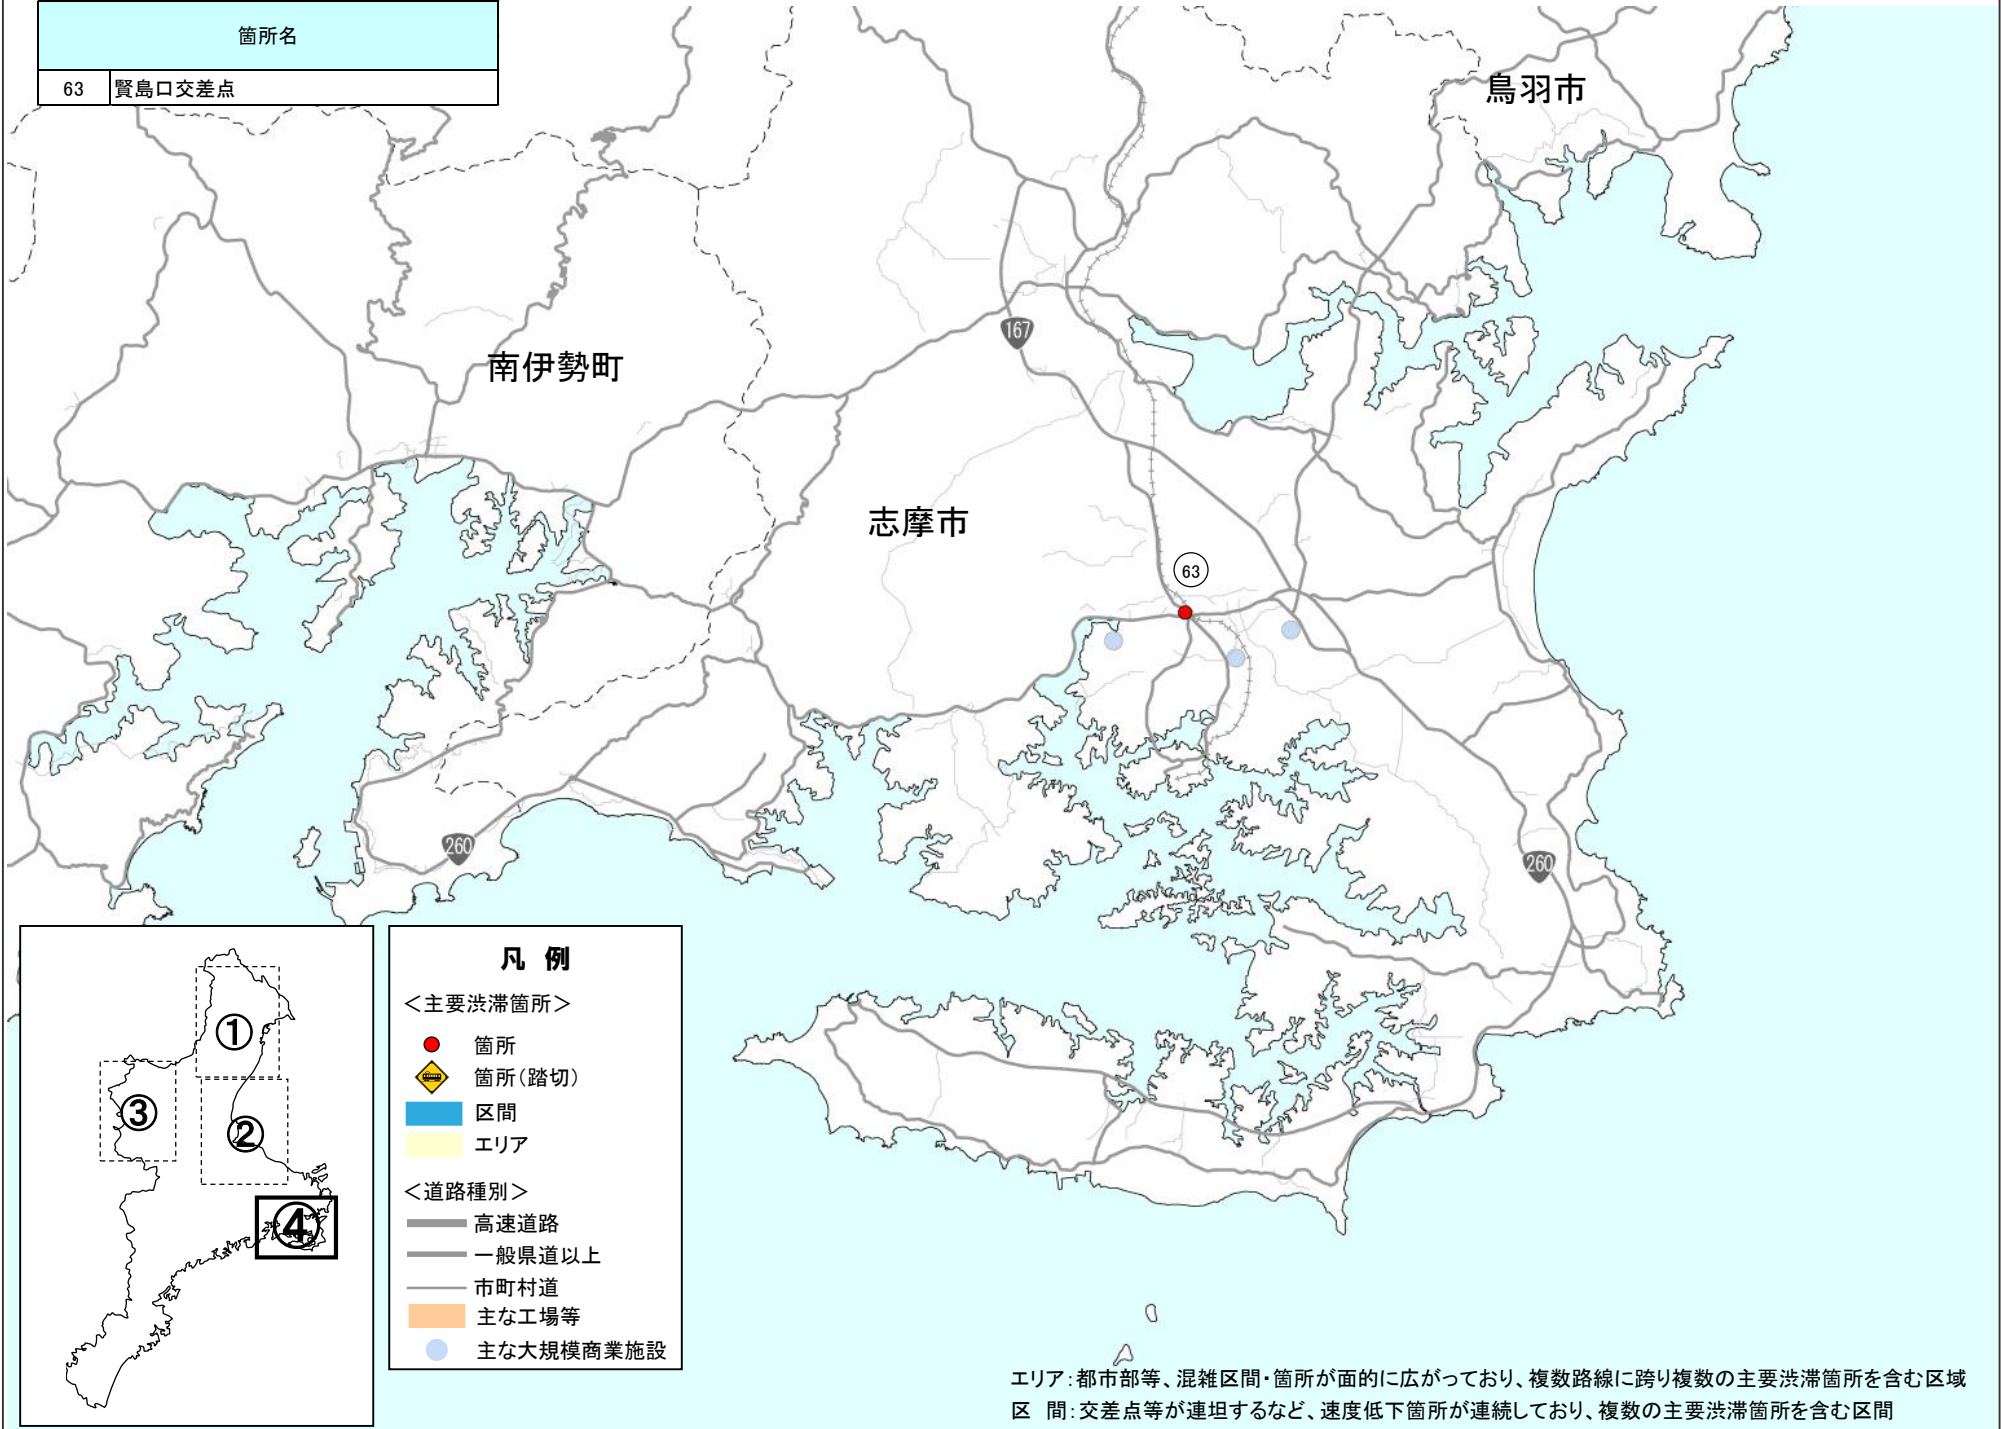 箇所名
63 賢島口交差点
鳥羽市
167
南伊勢町
志摩市
63
260
260
①
③
②
④
凡 例
＜主要渋滞箇所＞
箇所
箇所(踏切)
区間
エリア
＜道路種別＞
高速道路
一般県道以上
市町村道
主な工場等
主な大規模商業施設
エリア：都市部等、混雑区間・箇所が面的に広がっており、複数路線に跨り複数の主要渋滞箇所を含む区域
区 間：交差点等が連坦するなど、速度低下箇所が連続しており、複数の主要渋滞箇所を含む区間